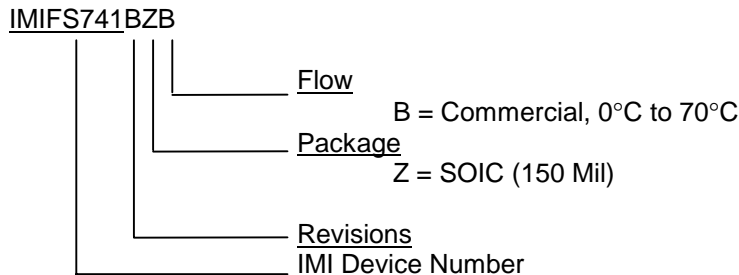 IMIFS741BZB
Flow
B = Commercial, 0°C to 70°C
Package
Z = SOIC (150 Mil)
Revisions
IMI Device Number